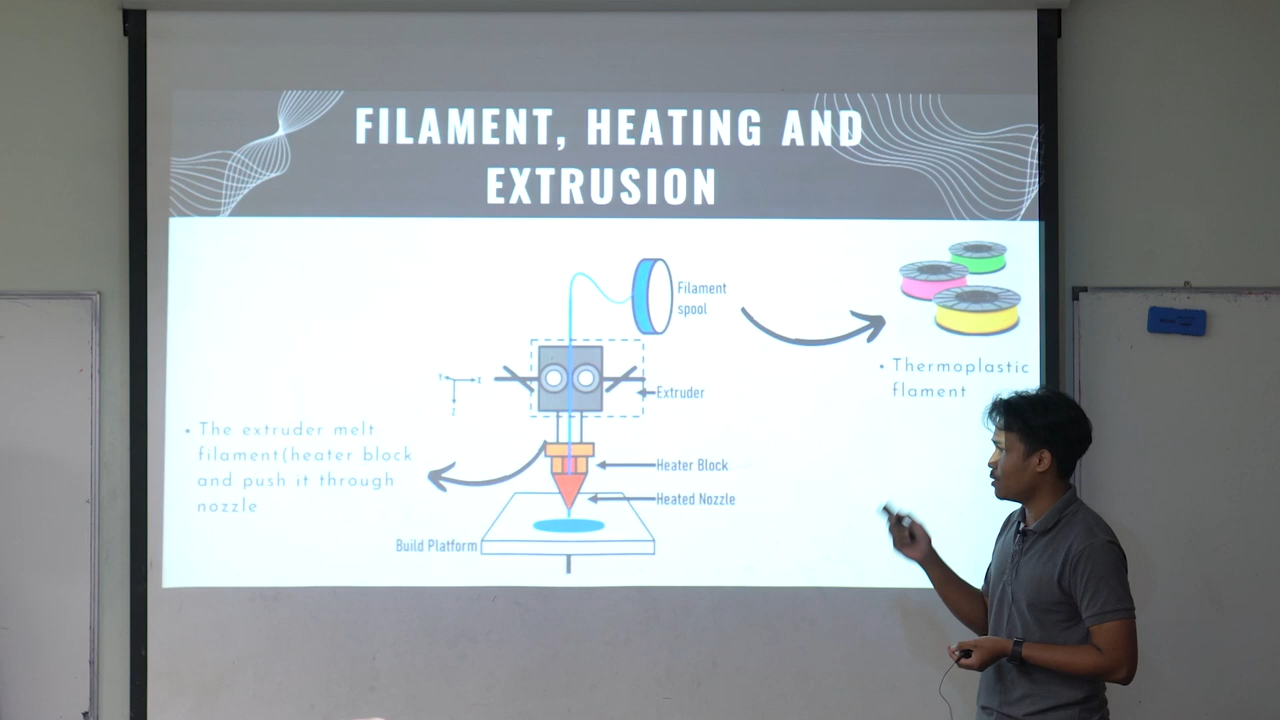 FILAMENT, HEATING AND
EXTRUSION
Filament
spool
• Thermoplastic
filament
Y
X
Z
Extruder
• The extruder melt
filament(heater block
and push it through
nozzle
Heater Block
Heated Nozzle
Build Platform